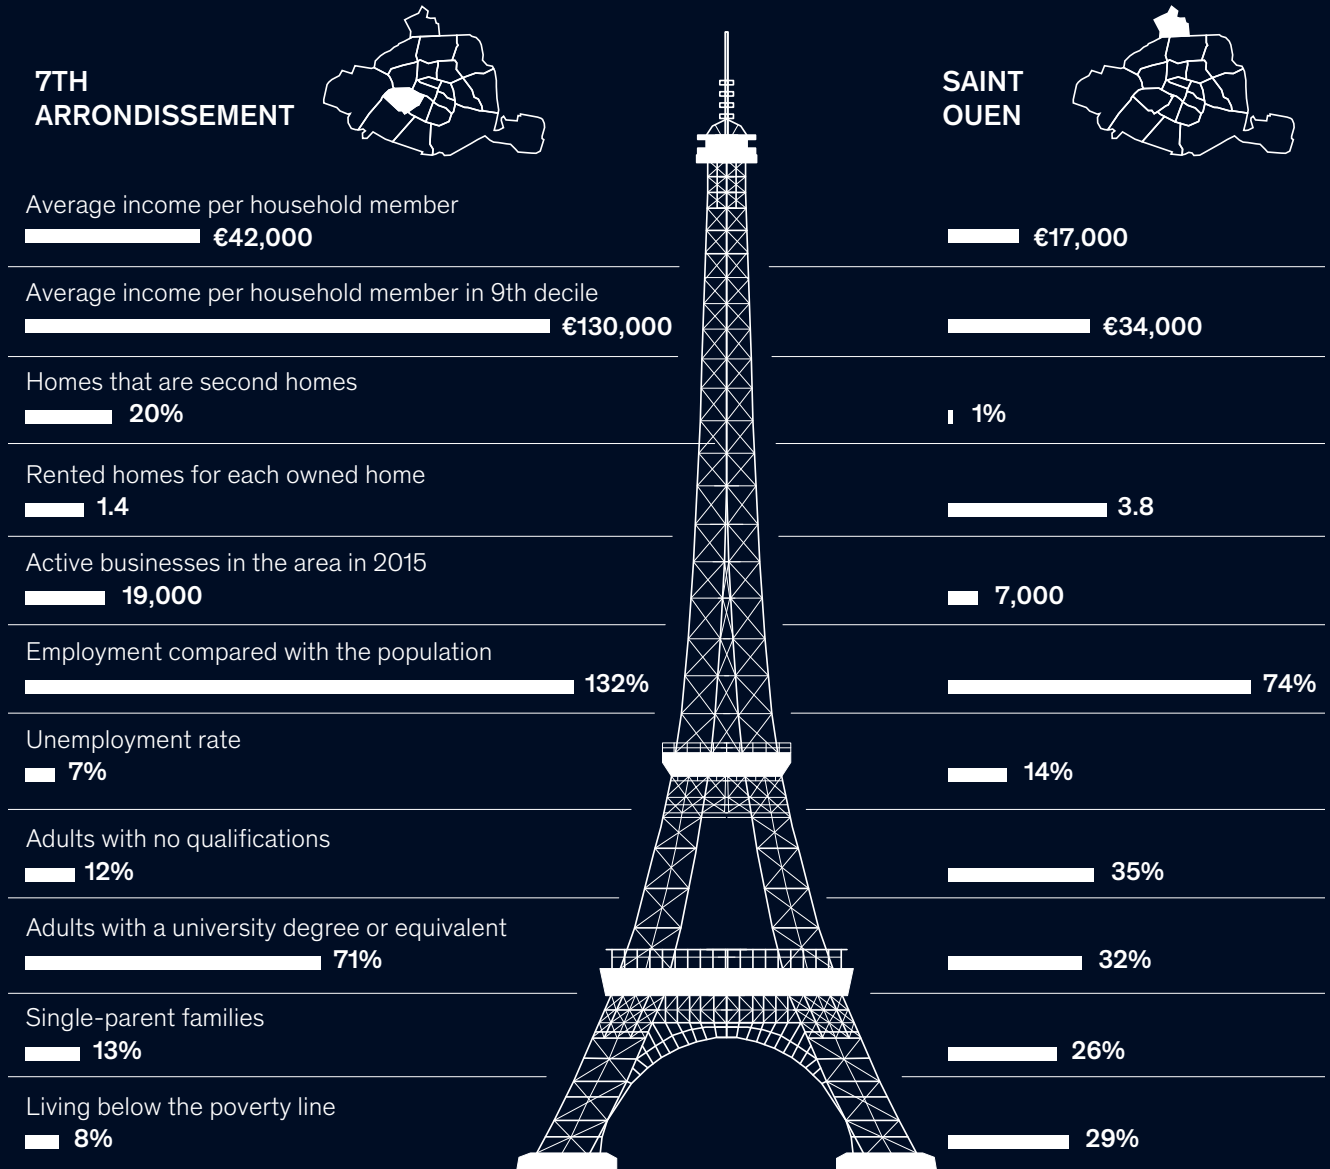 7TH
ARRONDISSEMENT
SAINT
OUEN
Average income per household member
€42,000
€17,000
Average income per household member in 9th decile
€130,000
€34,000
Homes that are second homes
20%
1%
Rented homes for each owned home
1.4
3.8
Active businesses in the area in 2015
19,000
7,000
Employment compared with the population
132%
74%
Unemployment rate
7%
14%
Adults with no qualifications
12%
35%
Adults with a university degree or equivalent
71%
32%
Single-parent families
13%
26%
Living below the poverty line
8%
29%